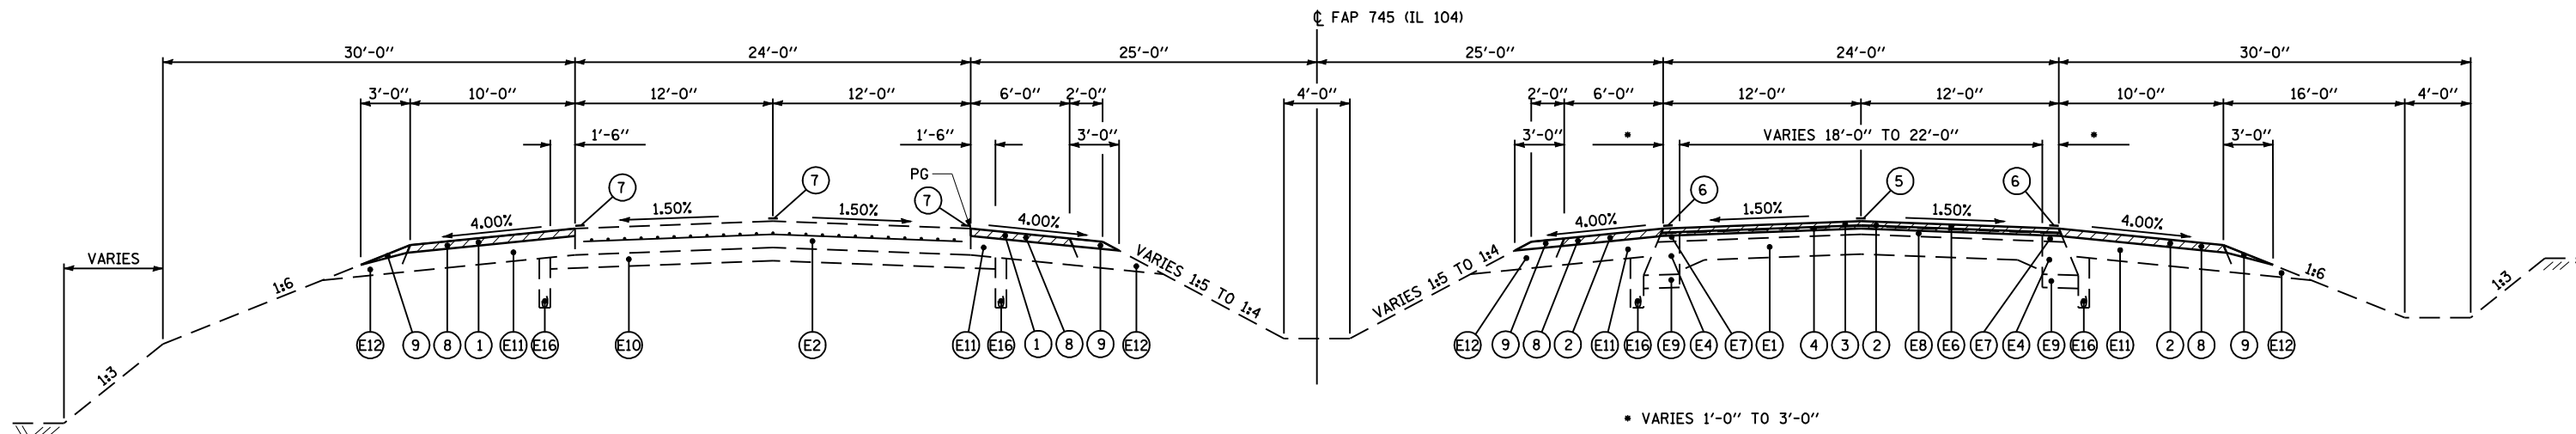 ℄ FAP 745 (IL 104)
30'-0" 24'-0" 25'-0" 25'-0" 24'-0" 30'-0"
3'-0" 10'-0" 12'-0" 12'-0" 6'-0" 2'-0" 4'-0" 2'-0" 6'-0" 12'-0" 12'-0" 10'-0" 16'-0" 4'-0"
1'-6" 1'-6" 3'-0" 3'-0" * VARIES 18'-0" TO 22'-0" * 3'-0"
PG
7 7 7 6 5 6
4.00% 1.50% 1.50% 4.00% 4.00% 1.50% 1.50% 4.00%
VARIES 1:6 VARIES 1:5 TO 1:4 VARIES 1:5 TO 1:4 1:6 1:3
E12 9 8 1 E11 E16 E10 E2 E11 E16 1 8 9 E12 E12 9 8 2 E11 E16 E9 E4 E7 E1 4 3 2 E8 E6 E7 E4 E9 E16 E11 2 8 9 E12
1:3
* VARIES 1'-0" TO 3'-0"